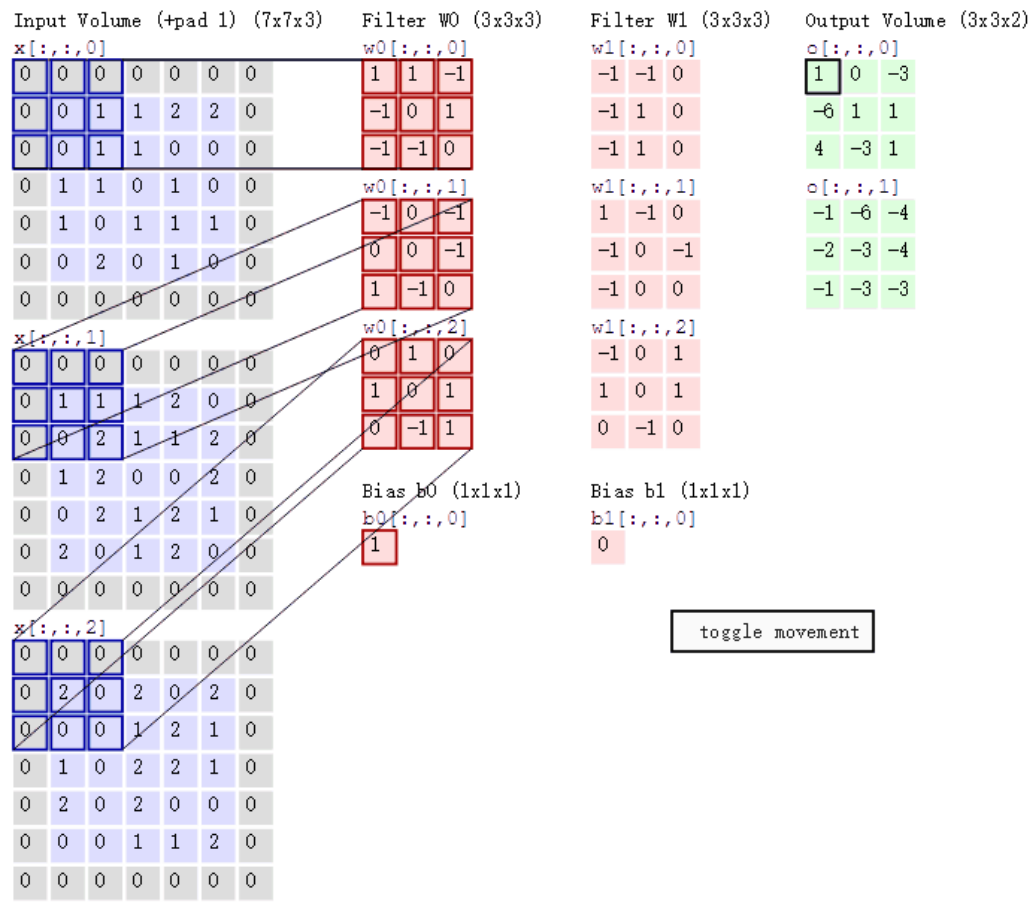 Input Volume (+pad 1) (7x7x3)
x[:,:,0]
0 0 0 0 0 0 0
0 0 1 1 2 2 0
0 0 1 1 0 0 0
0 1 1 0 1 0 0
0 1 0 1 1 1 0
0 0 2 0 1 0 0
0 0 0 0 0 0 0
x[:,:,1]
0 0 0 0 0 0 0
0 1 1 1 2 0 0
0 0 2 1 1 2 0
0 1 2 0 0 2 0
0 0 2 1 2 1 0
0 2 0 1 2 0 0
0 0 0 0 0 0 0
x[:,:,2]
0 0 0 0 0 0 0
0 2 0 2 0 2 0
0 0 0 1 2 1 0
0 1 0 2 2 1 0
0 2 0 2 0 0 0
0 0 0 1 1 2 0
0 0 0 0 0 0 0
Filter W0 (3x3x3)
w0[:,:,0]
1 1 -1
-1 0 1
-1 -1 0
w0[:,:,1]
-1 0 -1
0 0 -1
1 -1 0
w0[:,:,2]
0 1 0
1 0 1
0 -1 1
Bias b0 (1x1x1)
b0[:,:,0]
1
Filter W1 (3x3x3)
w1[:,:,0]
-1 -1 0
-1 1 0
-1 1 0
w1[:,:,1]
1 -1 0
-1 0 -1
-1 0 0
w1[:,:,2]
-1 0 1
1 0 1
0 -1 0
Bias b1 (1x1x1)
b1[:,:,0]
0
Output Volume (3x3x2)
o[:,:,0]
1 0 -3
-6 1 1
4 -3 1
o[:,:,1]
-1 -6 -4
-2 -3 -4
-1 -3 -3
toggle movement